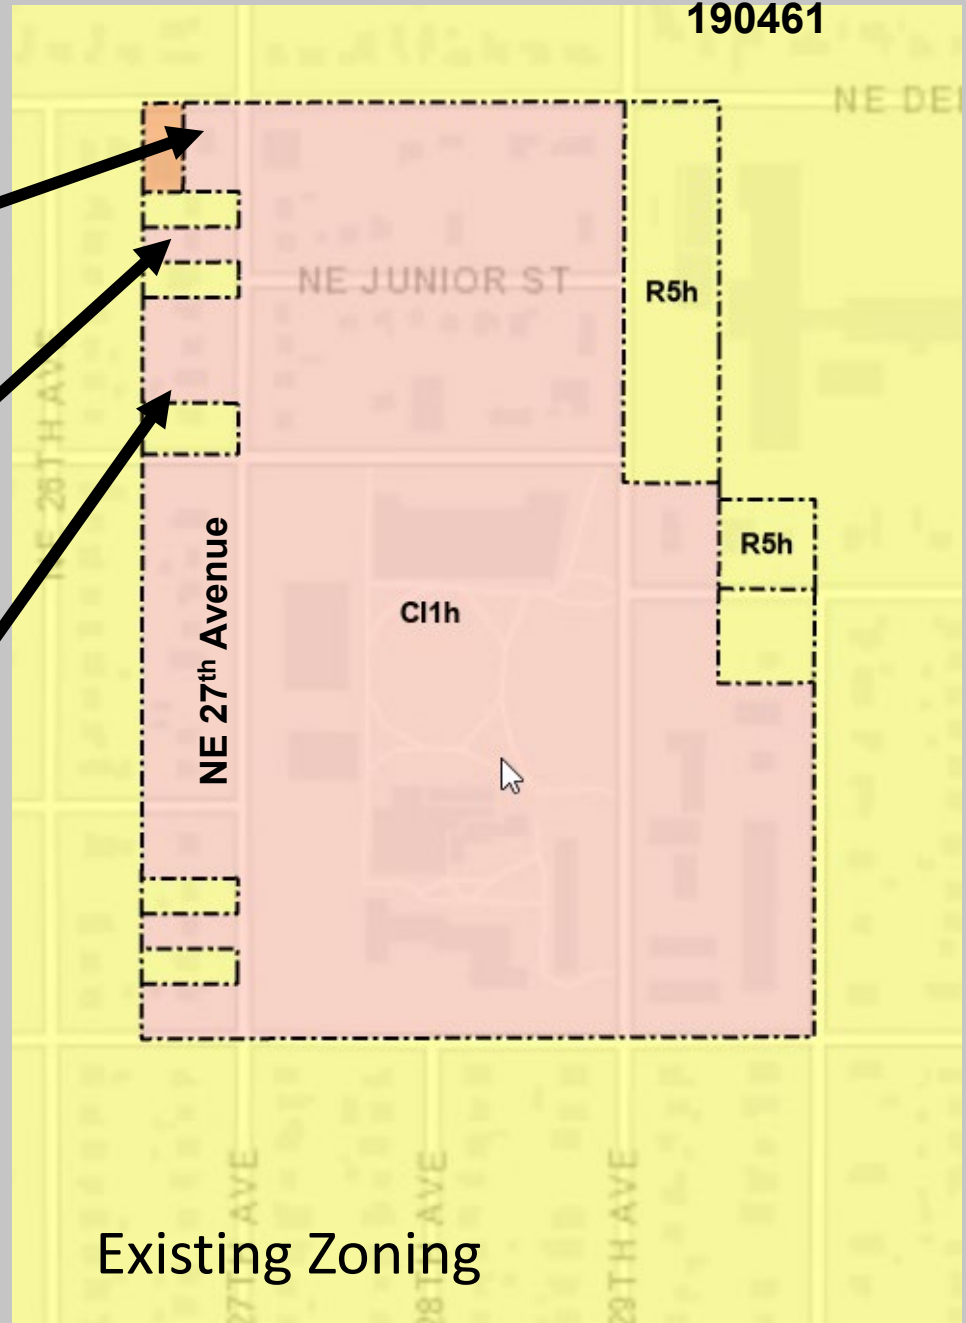 190461
NE DE
NE JUNIOR ST
R5h
NE 26TH AVE
R5h
NE 27th Avenue
CI1h
27TH AVE
28TH AVE
29TH AVE
Existing Zoning